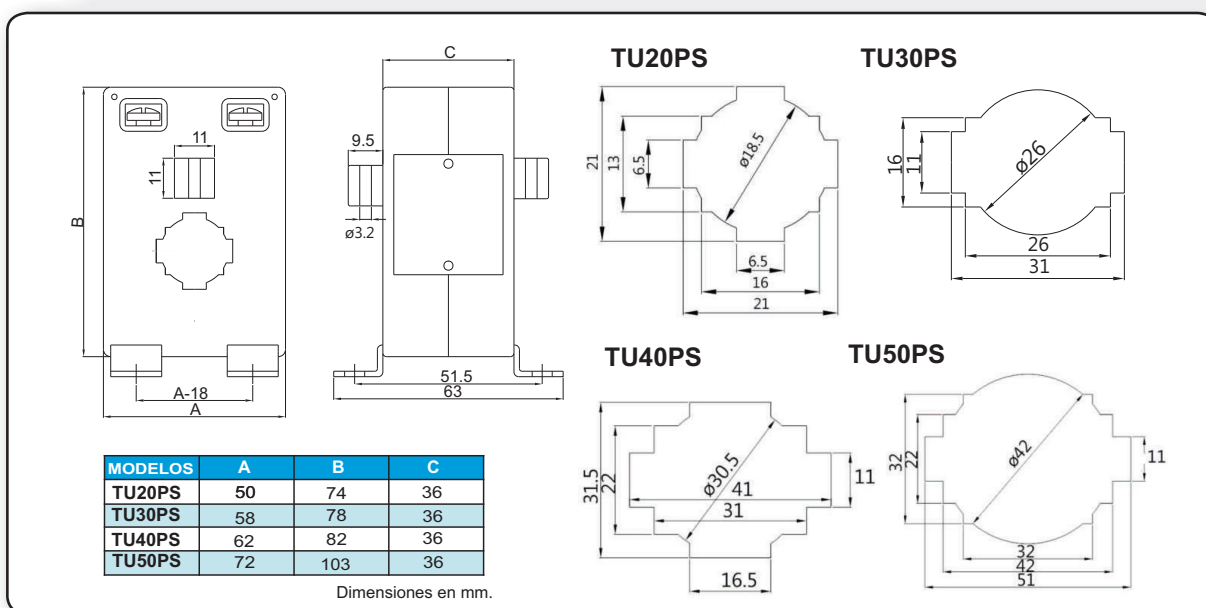 C
11
11
B
A-18
A
9.5
ø3.2
51.5
63
TU20PS
21
13
6.5
ø18.5
6.5
16
21
TU30PS
16
11
ø26
26
31
TU40PS
31.5
22
ø30.5
41
31
11
16.5
TU50PS
32
22
ø42
11
32
42
51
MODELOS A B C
TU20PS 50 74 36
TU30PS 58 78 36
TU40PS 62 82 36
TU50PS 72 103 36
Dimensiones en mm.